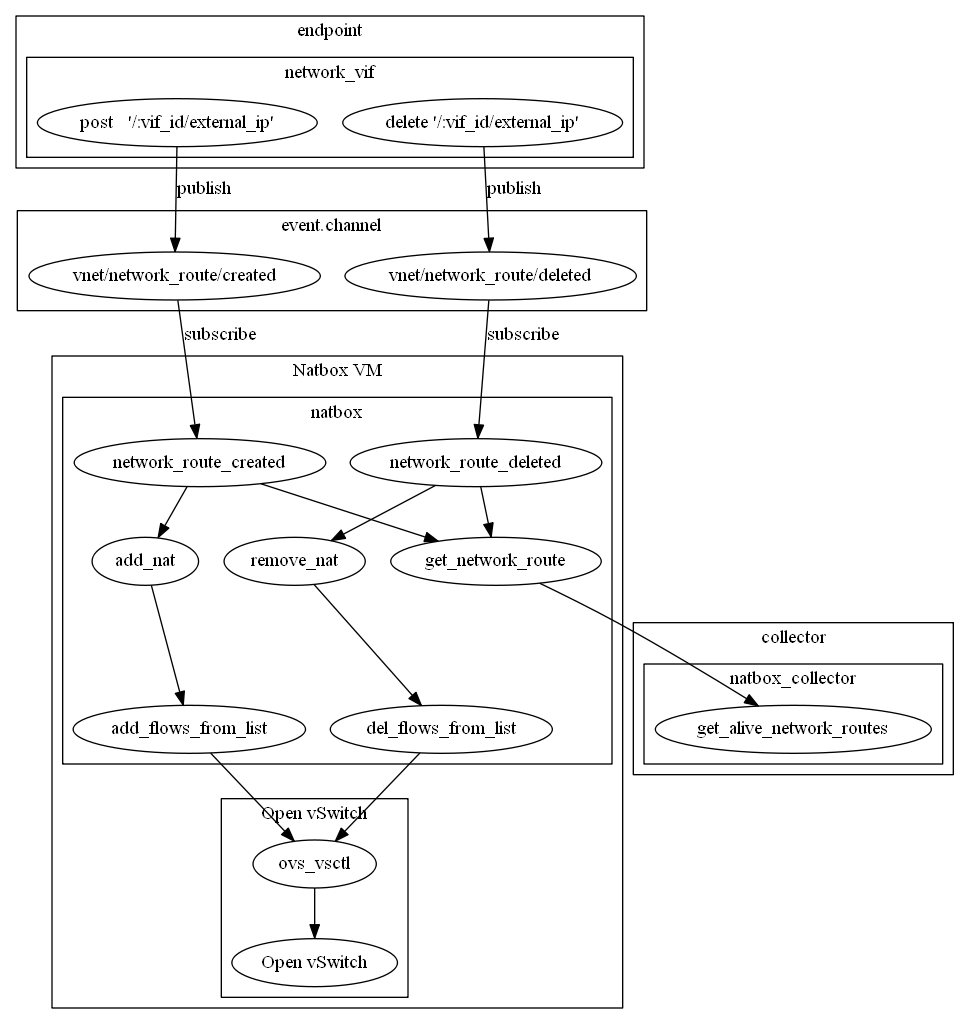 endpoint
network_vif
post   '/:vif_id/external_ip'
delete '/:vif_id/external_ip'
publish
publish
event.channel
vnet/network_route/created
vnet/network_route/deleted
subscribe
subscribe
Natbox VM
natbox
network_route_created
network_route_deleted
add_nat
remove_nat
get_network_route
collector
natbox_collector
add_flows_from_list
del_flows_from_list
get_alive_network_routes
Open vSwitch
ovs_vsctl
Open vSwitch